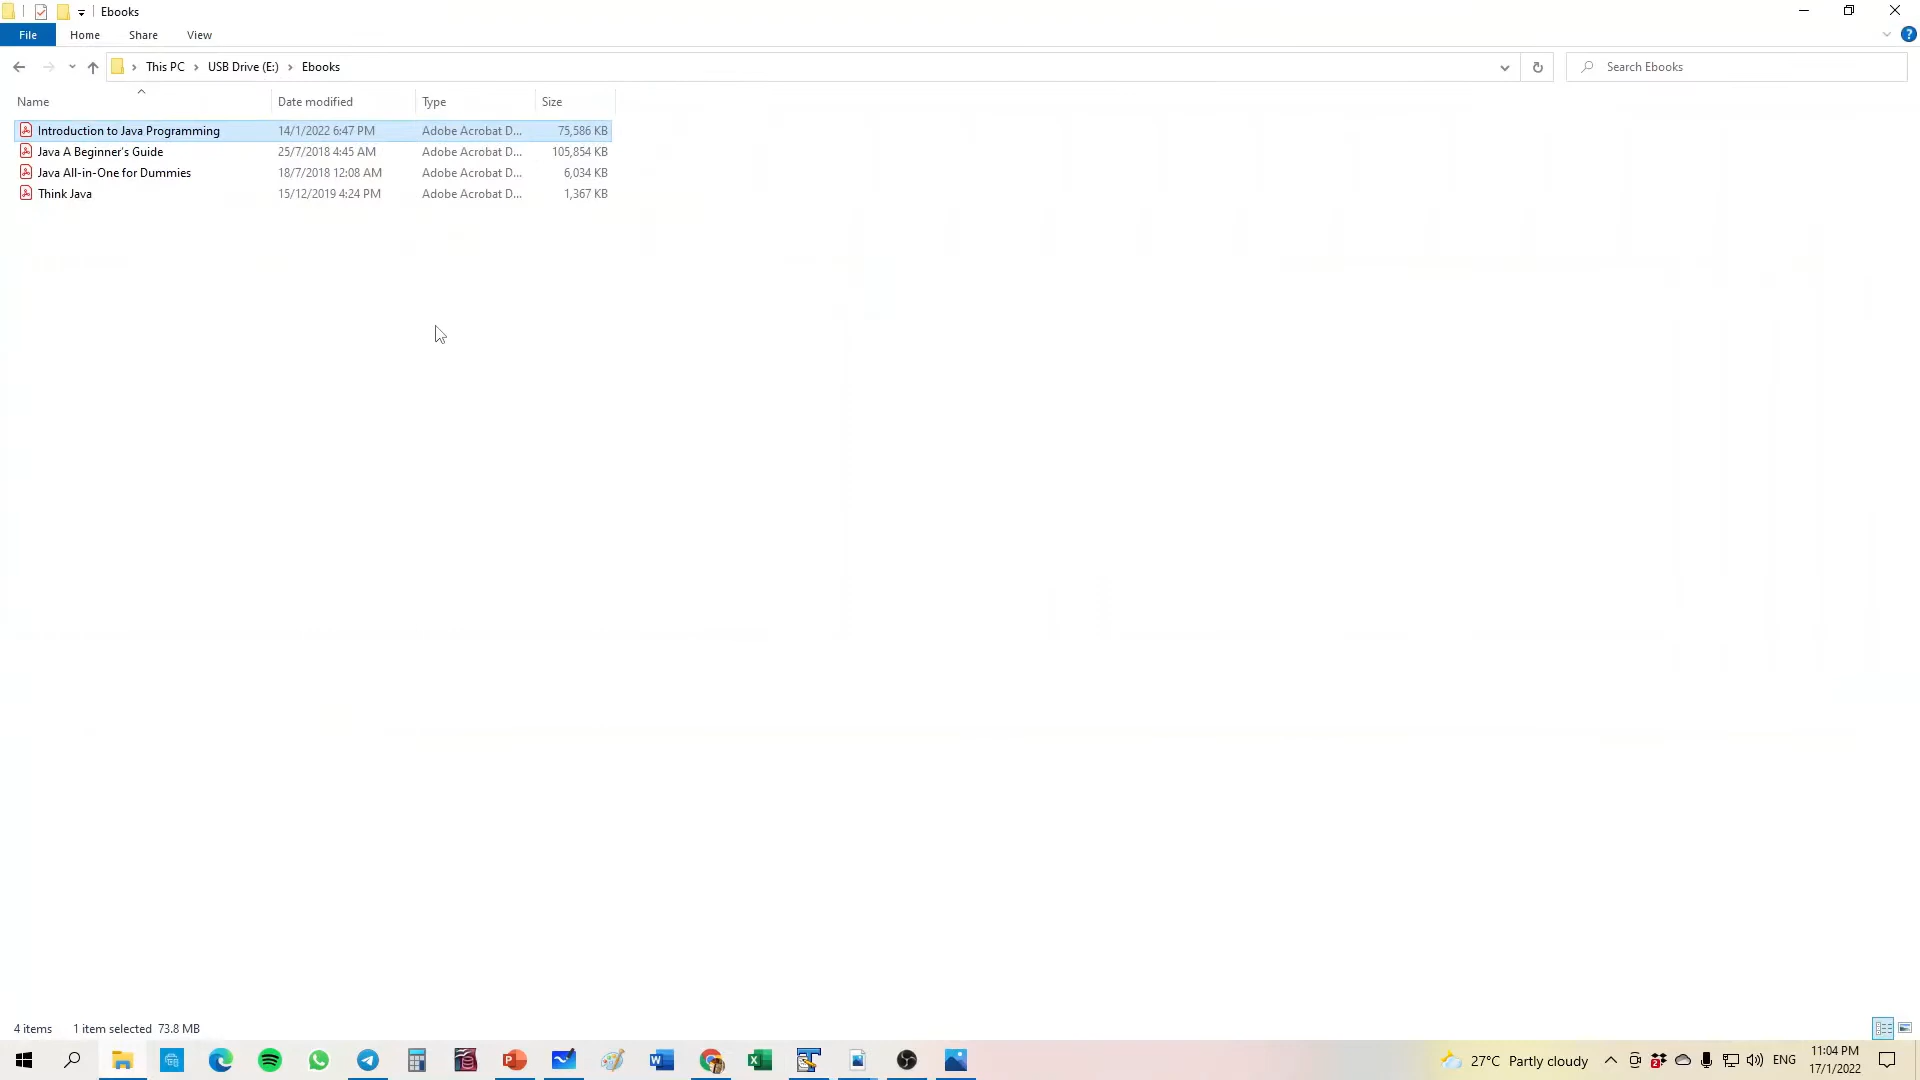 Ebooks
File Home Share View
This PC USB Drive (E:) Ebooks Search Ebooks
Name Date modified Type Size
Introduction to Java Programming 14/1/2022 6:47 PM Adobe Acrobat D... 75,586 KB
Java A Beginner's Guide 25/7/2018 4:45 AM Adobe Acrobat D... 105,854 KB
Java All-in-One for Dummies 18/7/2018 12:08 AM Adobe Acrobat D... 6,034 KB
Think Java 15/12/2019 4:24 PM Adobe Acrobat D... 1,367 KB
4 items 1 item selected 73.8 MB
27°C Partly cloudy ENG 11:04 PM
17/1/2022